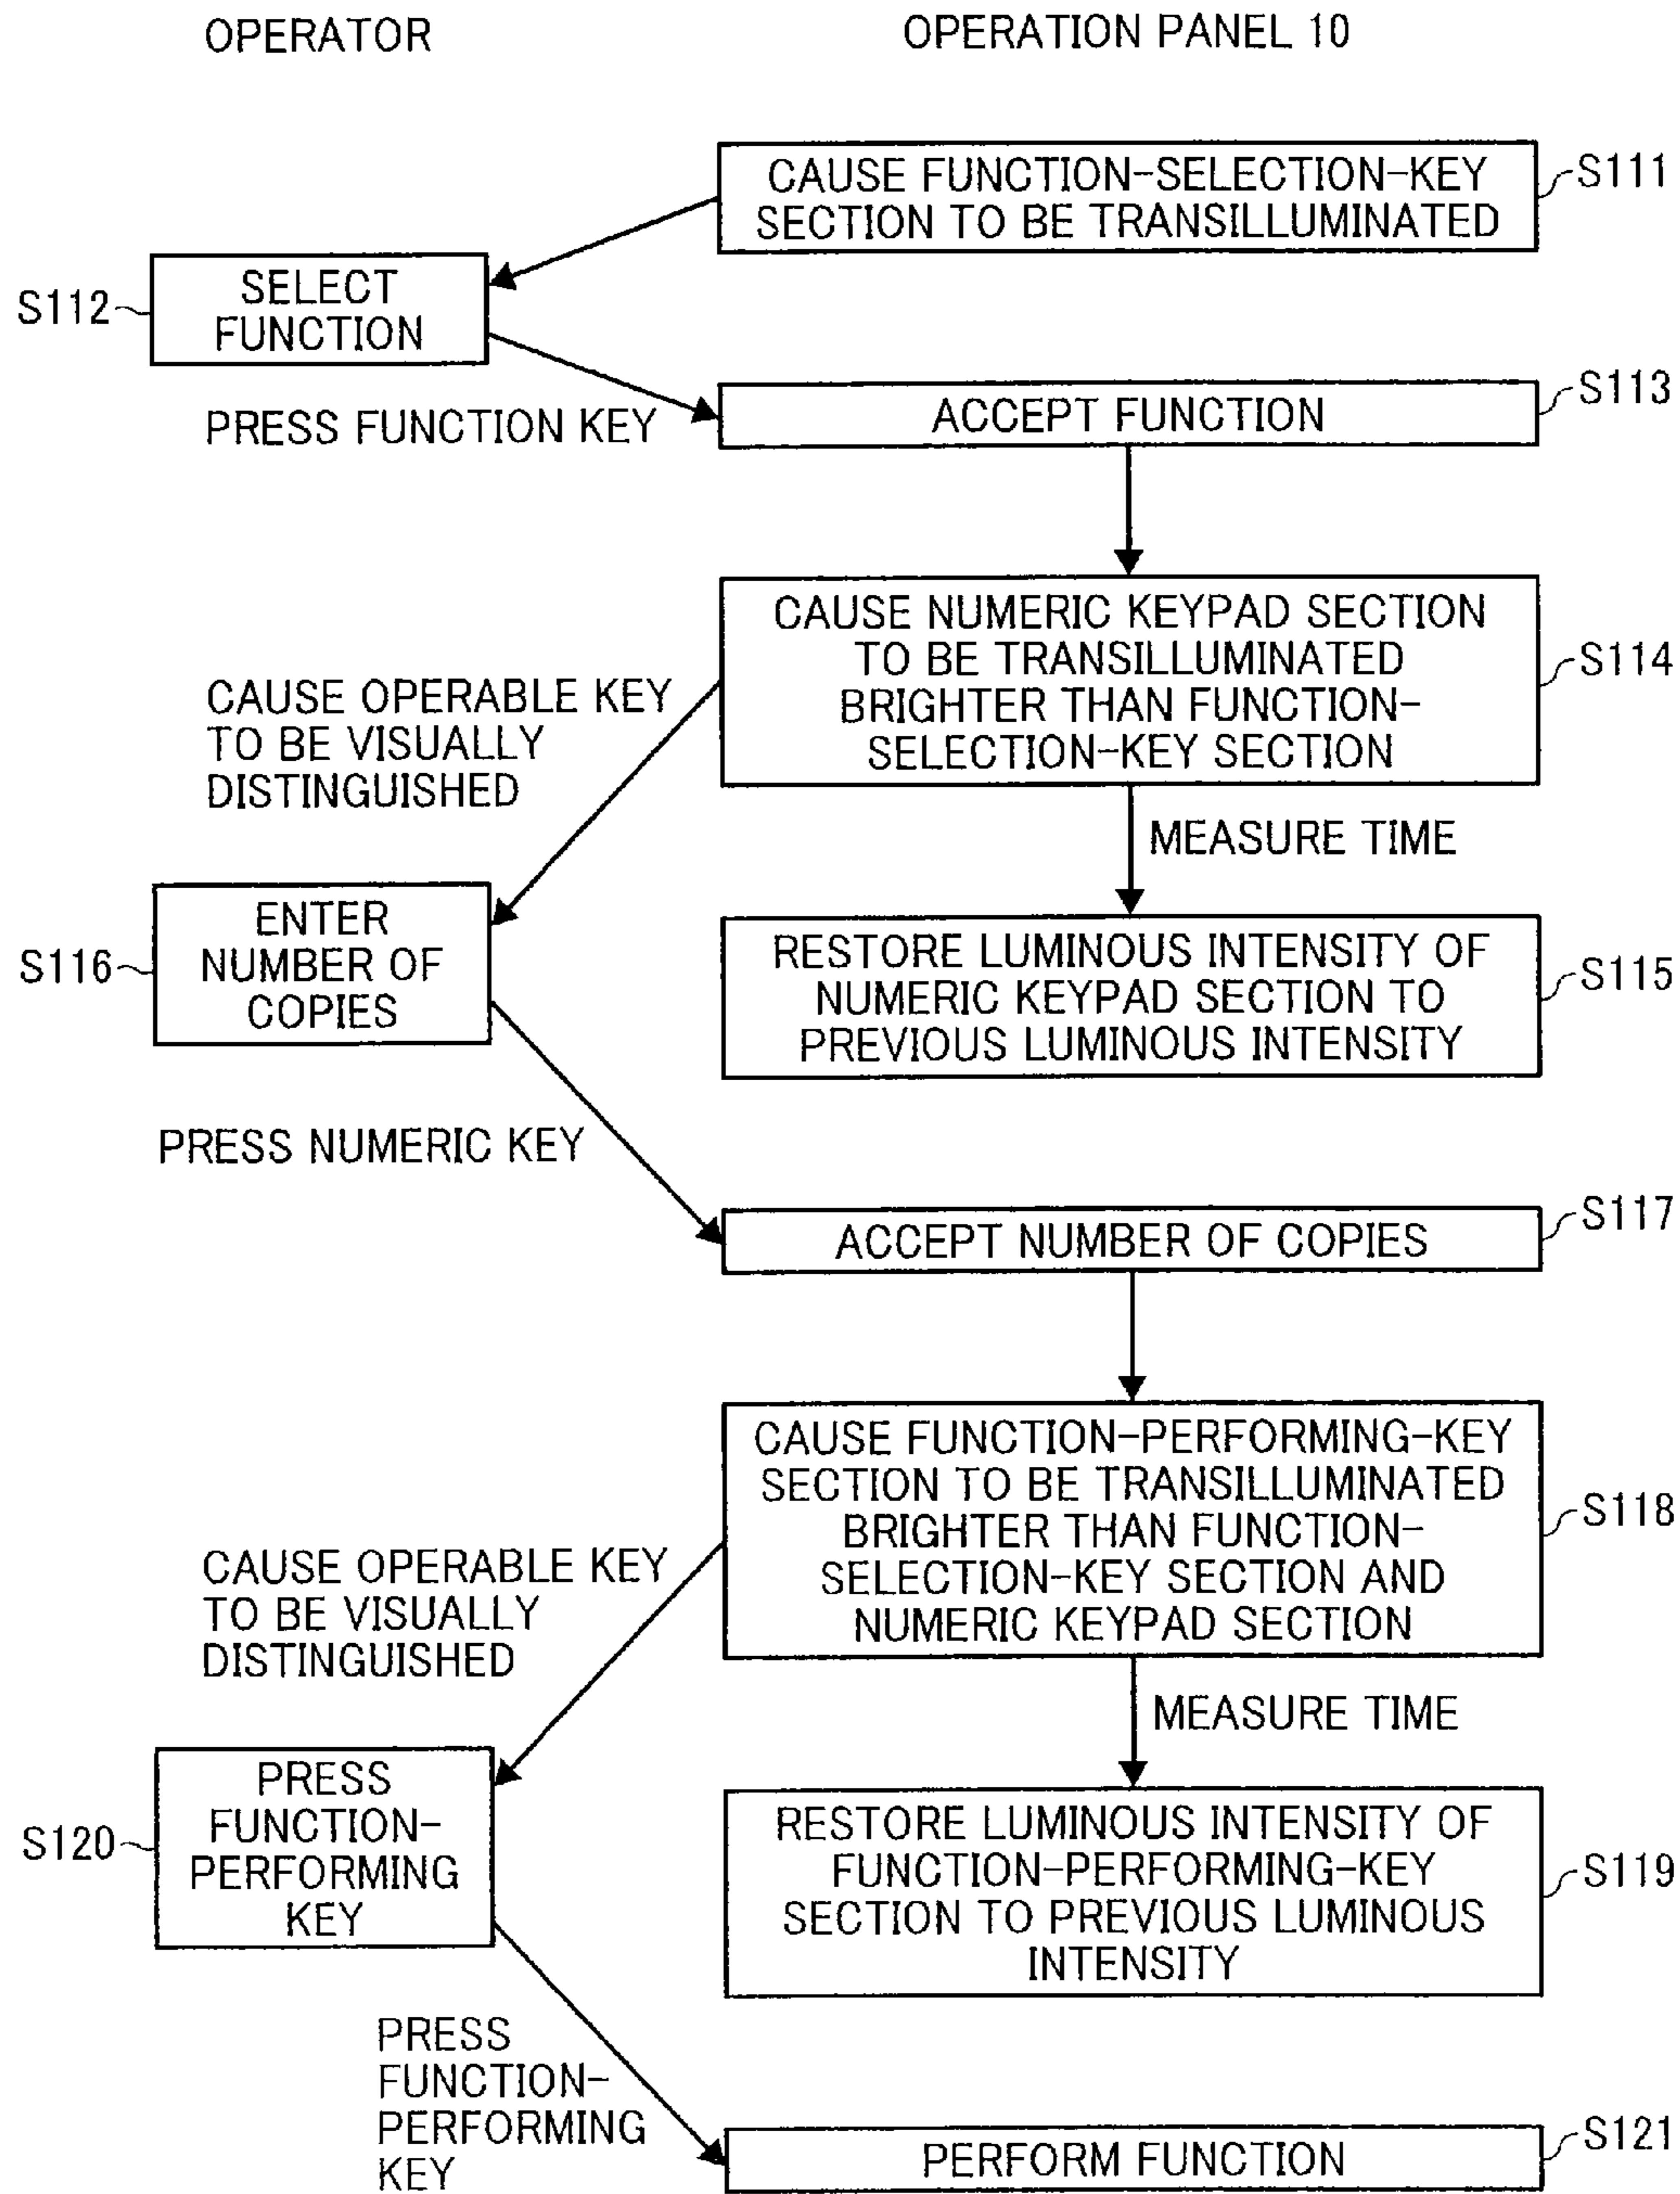 OPERATOR
OPERATION PANEL 10
CAUSE FUNCTION-SELECTION-KEY
SECTION TO BE TRANSILLUMINATED
S111
SELECT
FUNCTION
S112
PRESS FUNCTION KEY
ACCEPT FUNCTION
S113
CAUSE NUMERIC KEYPAD SECTION
TO BE TRANSILLUMINATED
BRIGHTER THAN FUNCTION-
SELECTION-KEY SECTION
S114
CAUSE OPERABLE KEY
TO BE VISUALLY
DISTINGUISHED
MEASURE TIME
RESTORE LUMINOUS INTENSITY OF
NUMERIC KEYPAD SECTION TO
PREVIOUS LUMINOUS INTENSITY
S115
ENTER
NUMBER OF
COPIES
S116
PRESS NUMERIC KEY
ACCEPT NUMBER OF COPIES
S117
CAUSE FUNCTION-PERFORMING-KEY
SECTION TO BE TRANSILLUMINATED
BRIGHTER THAN FUNCTION-
SELECTION-KEY SECTION AND
NUMERIC KEYPAD SECTION
S118
CAUSE OPERABLE KEY
TO BE VISUALLY
DISTINGUISHED
MEASURE TIME
RESTORE LUMINOUS INTENSITY OF
FUNCTION-PERFORMING-KEY
SECTION TO PREVIOUS LUMINOUS
INTENSITY
S119
PRESS
FUNCTION-
PERFORMING
KEY
S120
PRESS
FUNCTION-
PERFORMING
KEY
PERFORM FUNCTION
S121